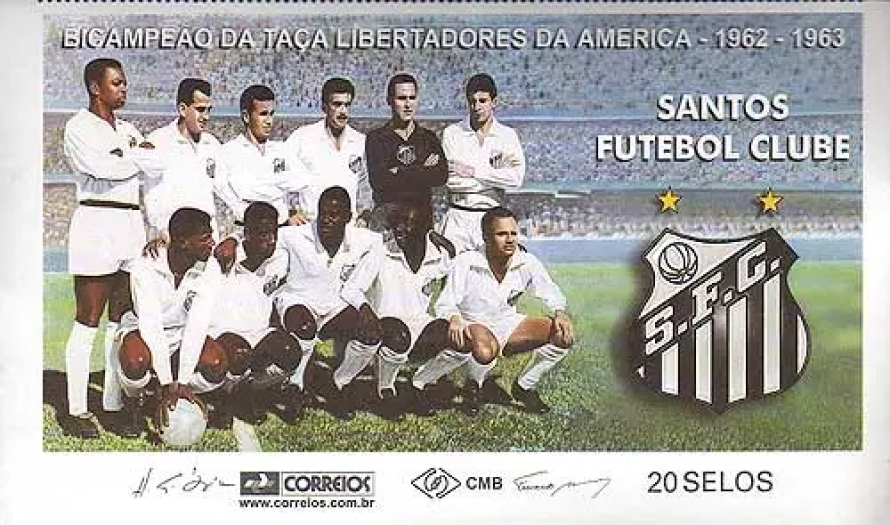 BICAMPEÃO DA TAÇA LIBERTADORES DA AMERICA - 1962 - 1963
SANTOS
FUTEBOL CLUBE
S.F.C.
CORREIOS
www.correios.com.br
CMB
20 SELOS